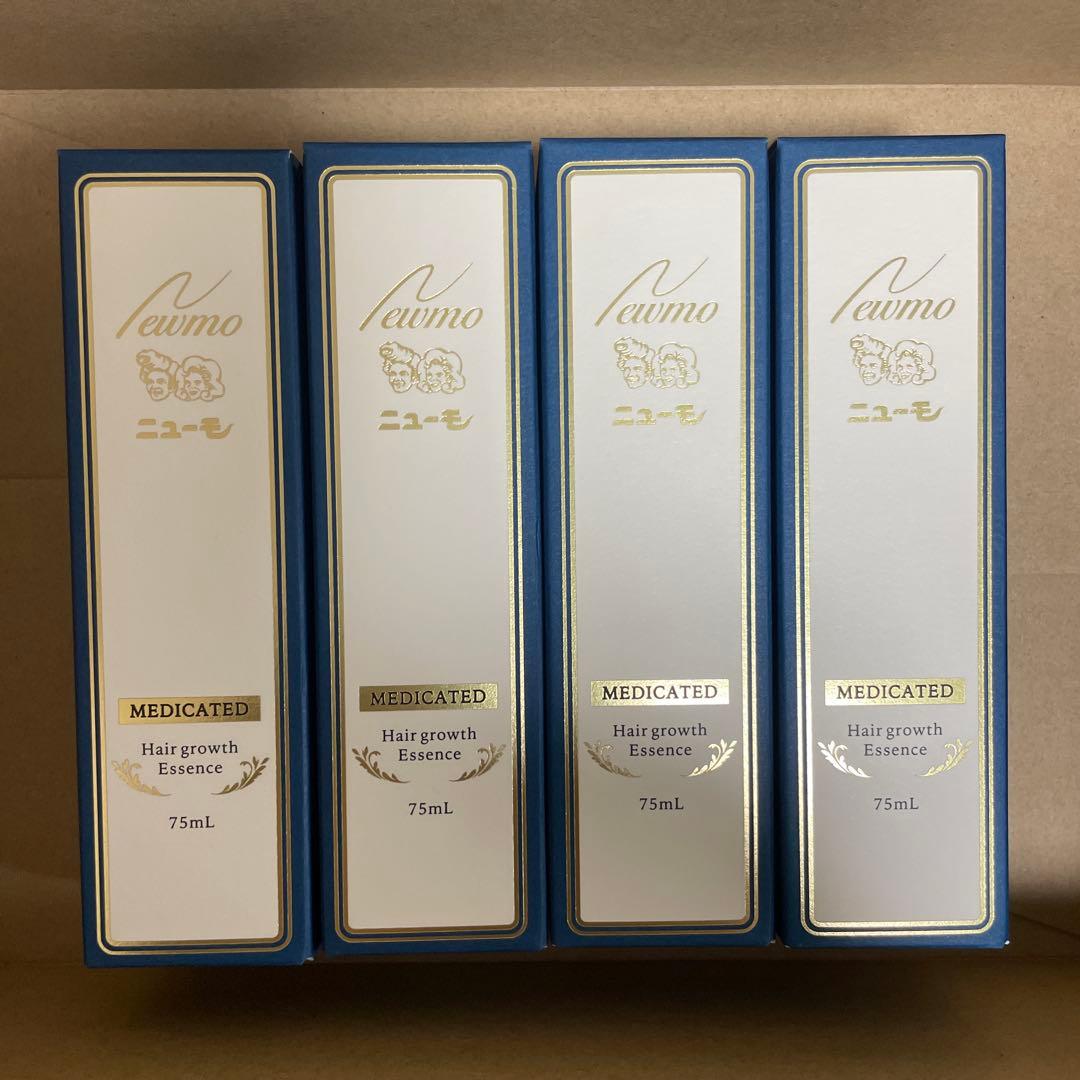 Newmo
ニューモ
MEDICATED
Hair growth
Essence
75mL
Newmo
ニューモ
MEDICATED
Hair growth
Essence
75mL
Newmo
ニューモ
MEDICATED
Hair growth
Essence
75mL
Newmo
ニューモ
MEDICATED
Hair growth
Essence
75mL